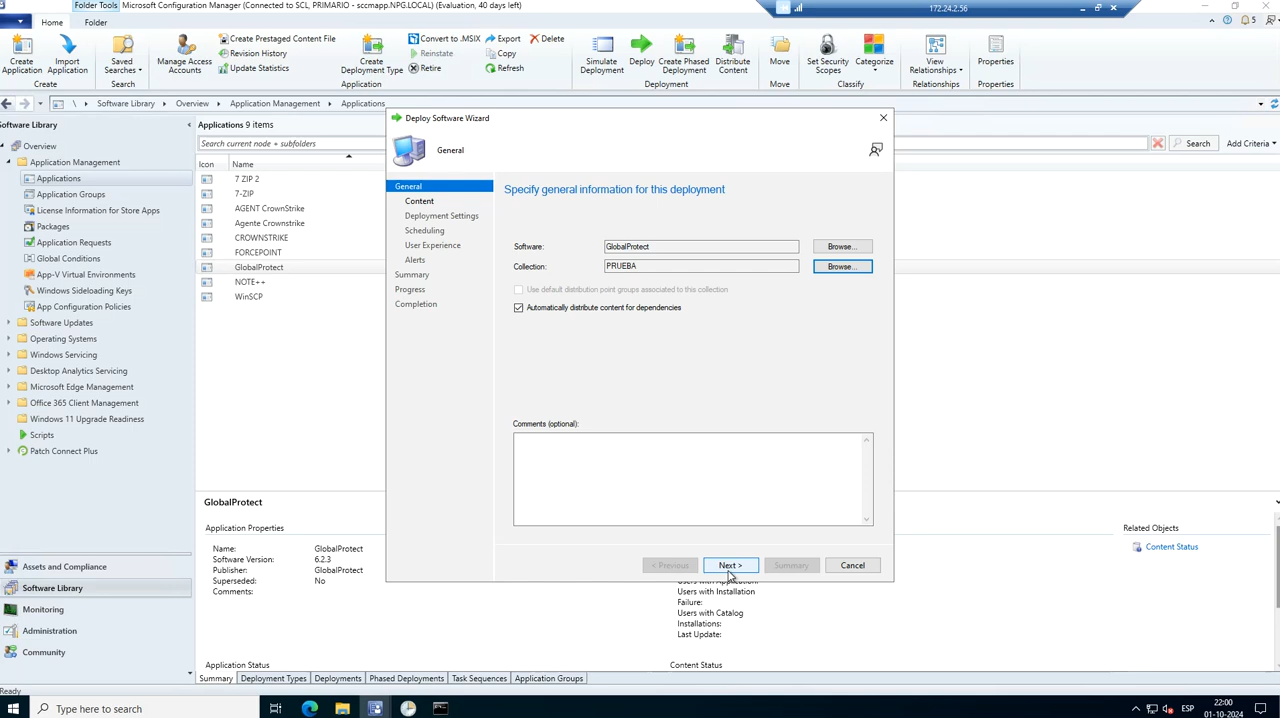 Folder Tools
Microsoft Configuration Manager (Connected to SCL, PRIMARIO - sccmapp.NPG.LOCAL) (Evaluation, 40 days left)
172.24.2.56
Home
Folder
5
Create Application
Import Application
Create
Saved Searches
Search
Manage Access Accounts
Create Prestaged Content File
Revision History
Update Statistics
Create Deployment Type
Convert to .MSIX
Reinstate
Retire
Export
Copy
Refresh
Delete
Application
Simulate Deployment
Deploy
Create Phased Deployment
Distribute Content
Deployment
Move
Move
Set Security Scopes
Categorize
Classify
View Relationships
Relationships
Properties
Properties
\ Software Library Overview Application Management Applications
Software Library
Overview
Application Management
Applications
Application Groups
License Information for Store Apps
Packages
Application Requests
Global Conditions
App-V Virtual Environments
Windows Sideloading Keys
App Configuration Policies
Software Updates
Operating Systems
Windows Servicing
Desktop Analytics Servicing
Microsoft Edge Management
Office 365 Client Management
Windows 11 Upgrade Readiness
Scripts
Patch Connect Plus
Assets and Compliance
Software Library
Monitoring
Administration
Community
Ready
Applications 9 items
Search current node + subfolders
Search
Add Criteria
Icon Name
7 ZIP 2
7-ZIP
AGENT CrownStrike
Agente Crownstrike
CROWNSTRIKE
FORCEPOINT
GlobalProtect
NOTE++
WinSCP
Deploy Software Wizard
General
General
Content
Deployment Settings
Scheduling
User Experience
Alerts
Summary
Progress
Completion
Specify general information for this deployment
Software: GlobalProtect Browse...
Collection: PRUEBA Browse...
Use default distribution point groups associated to this collection
Automatically distribute content for dependencies
Comments (optional):
< Previous Next > Summary Cancel
GlobalProtect
Application Properties
Name: GlobalProtect
Software Version: 6.2.3
Publisher: GlobalProtect
Superseded: No
Comments:
Users with Application:
Users with Installation
Failure:
Users with Catalog
Installations:
Last Update:
Related Objects
Content Status
Application Status
Content Status
Summary Deployment Types Deployments Phased Deployments Task Sequences Application Groups
Type here to search
ESP
22:00
01-10-2024